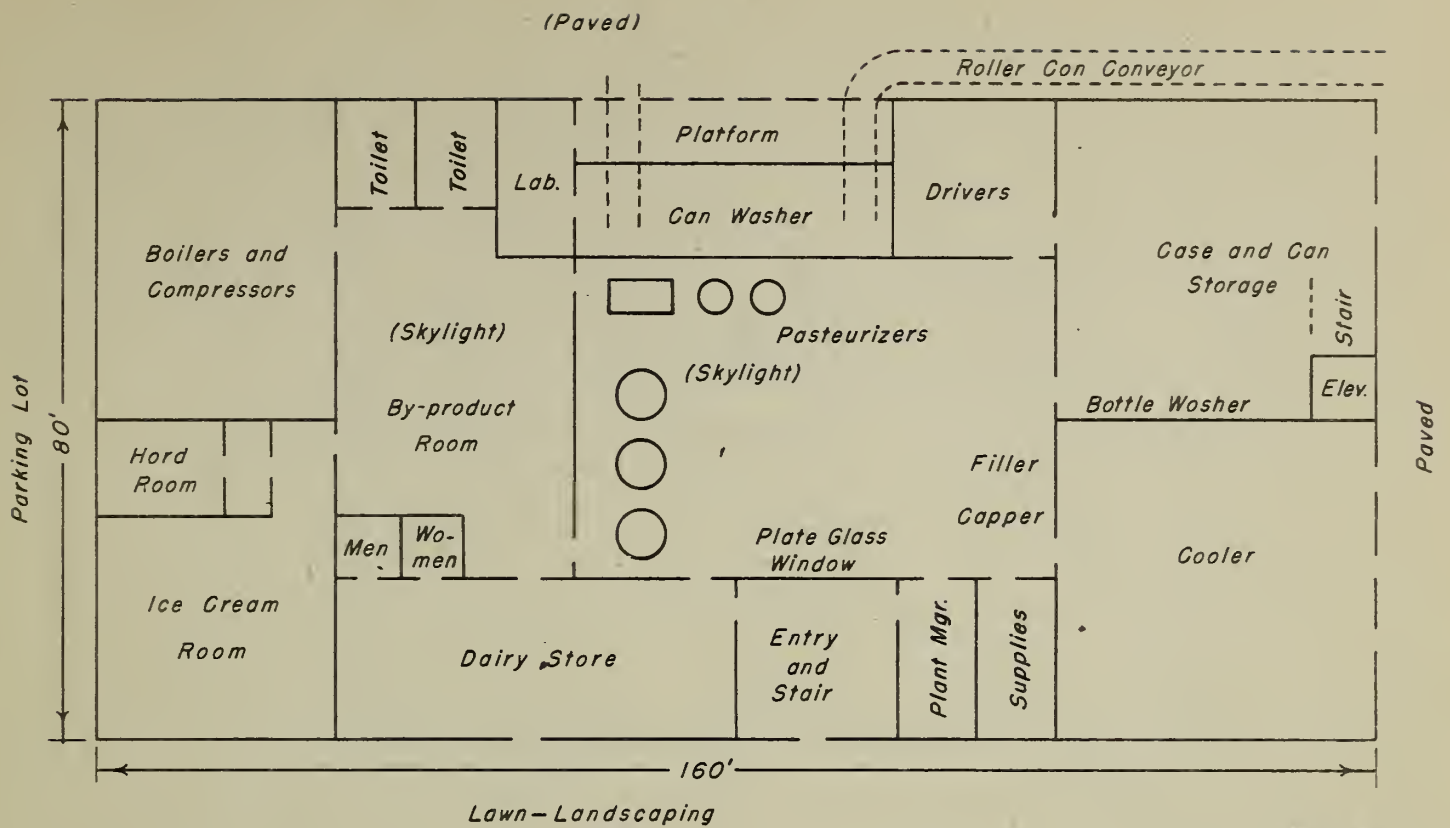 (Paved)
Roller Can Conveyor
Platform
Toilet
Toilet
Lab.
Drivers
Can Washer
Boilers and
Compressors
Case and Can
Storage
Stair
(Skylight)
Pasteurizers
(Skylight)
Parking Lot
80'
By-product
Room
Bottle Washer
Elev.
Paved
Hord
Room
Filler
Capper
Men
Wo-
men
Plate Glass
Window
Cooler
Ice Cream
Room
Dairy Store
Entry
and
Stair
Plant Mgr.
Supplies
160'
Lawn-Landscaping